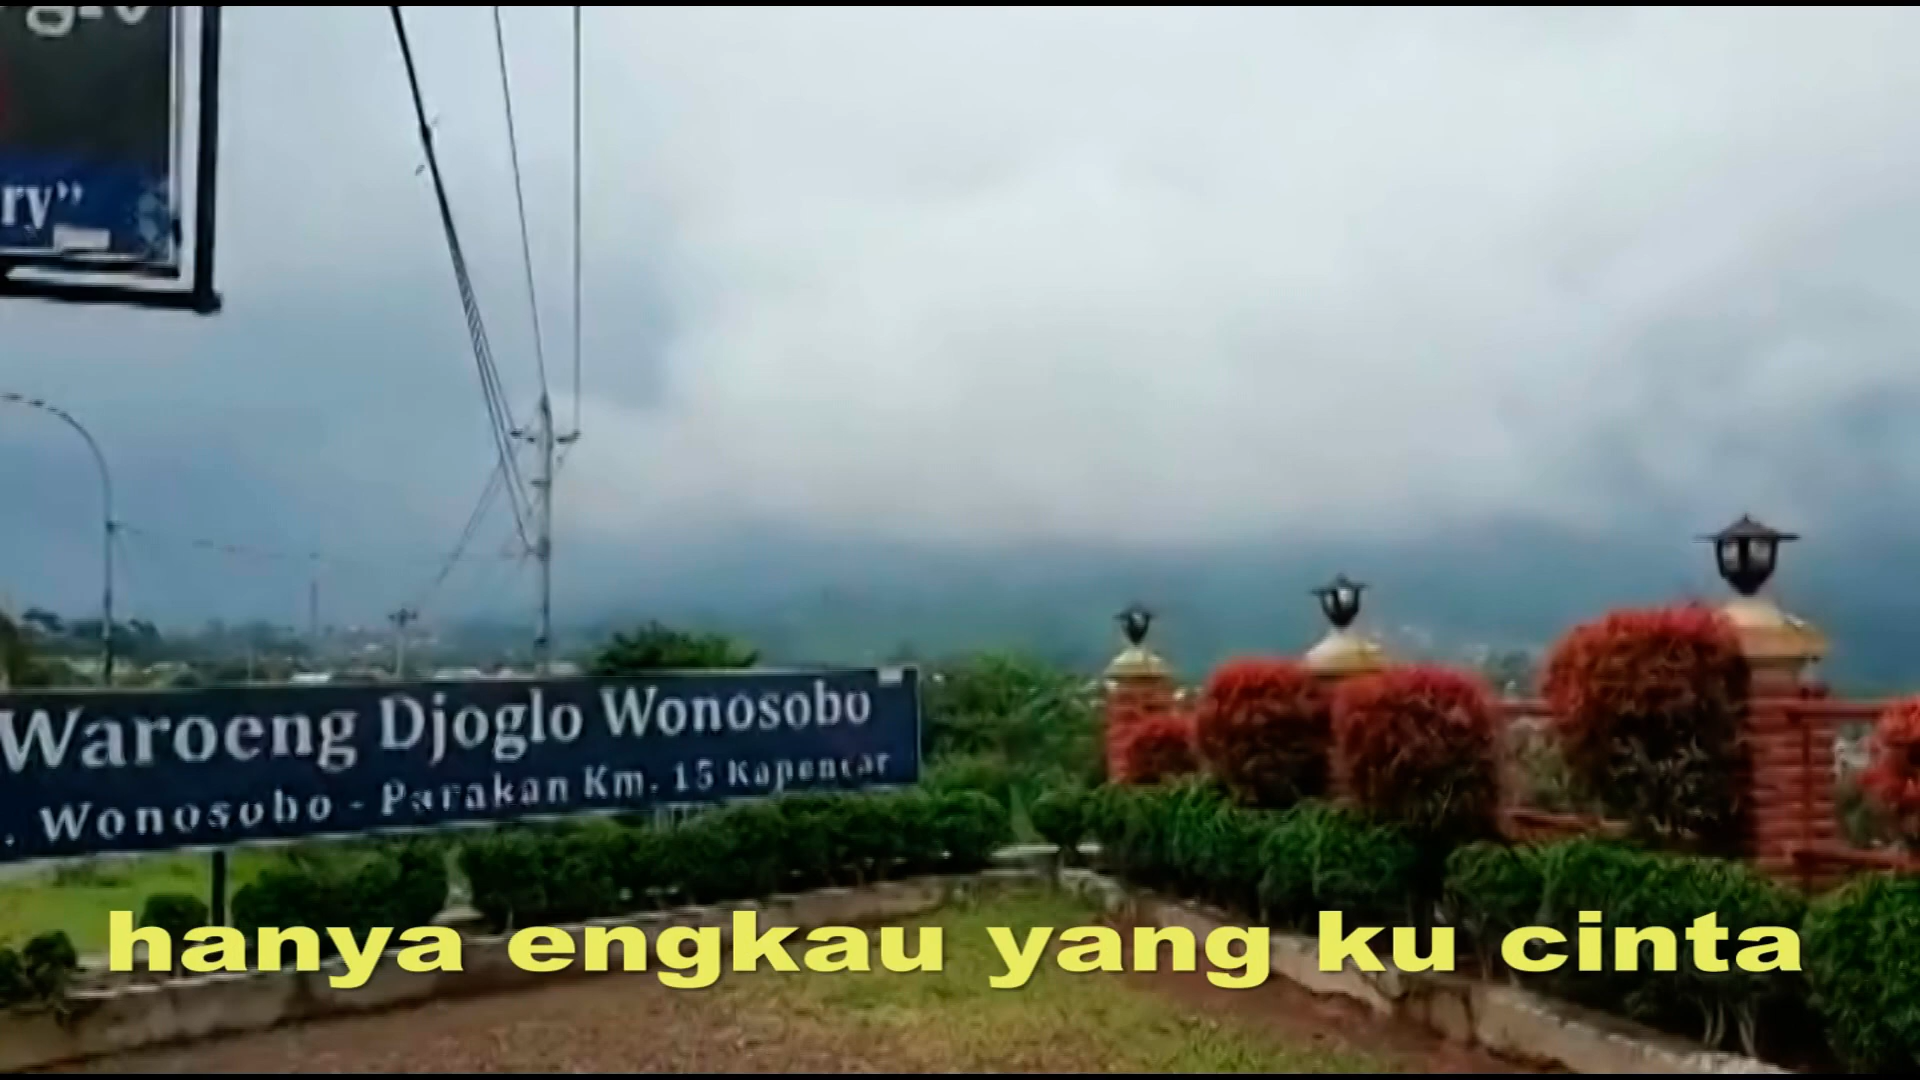 ry"
Waroeng Djoglo Wonosobo
. Wonosobo - Parakan Km. 15 Kapencar
hanya engkau yang ku cinta